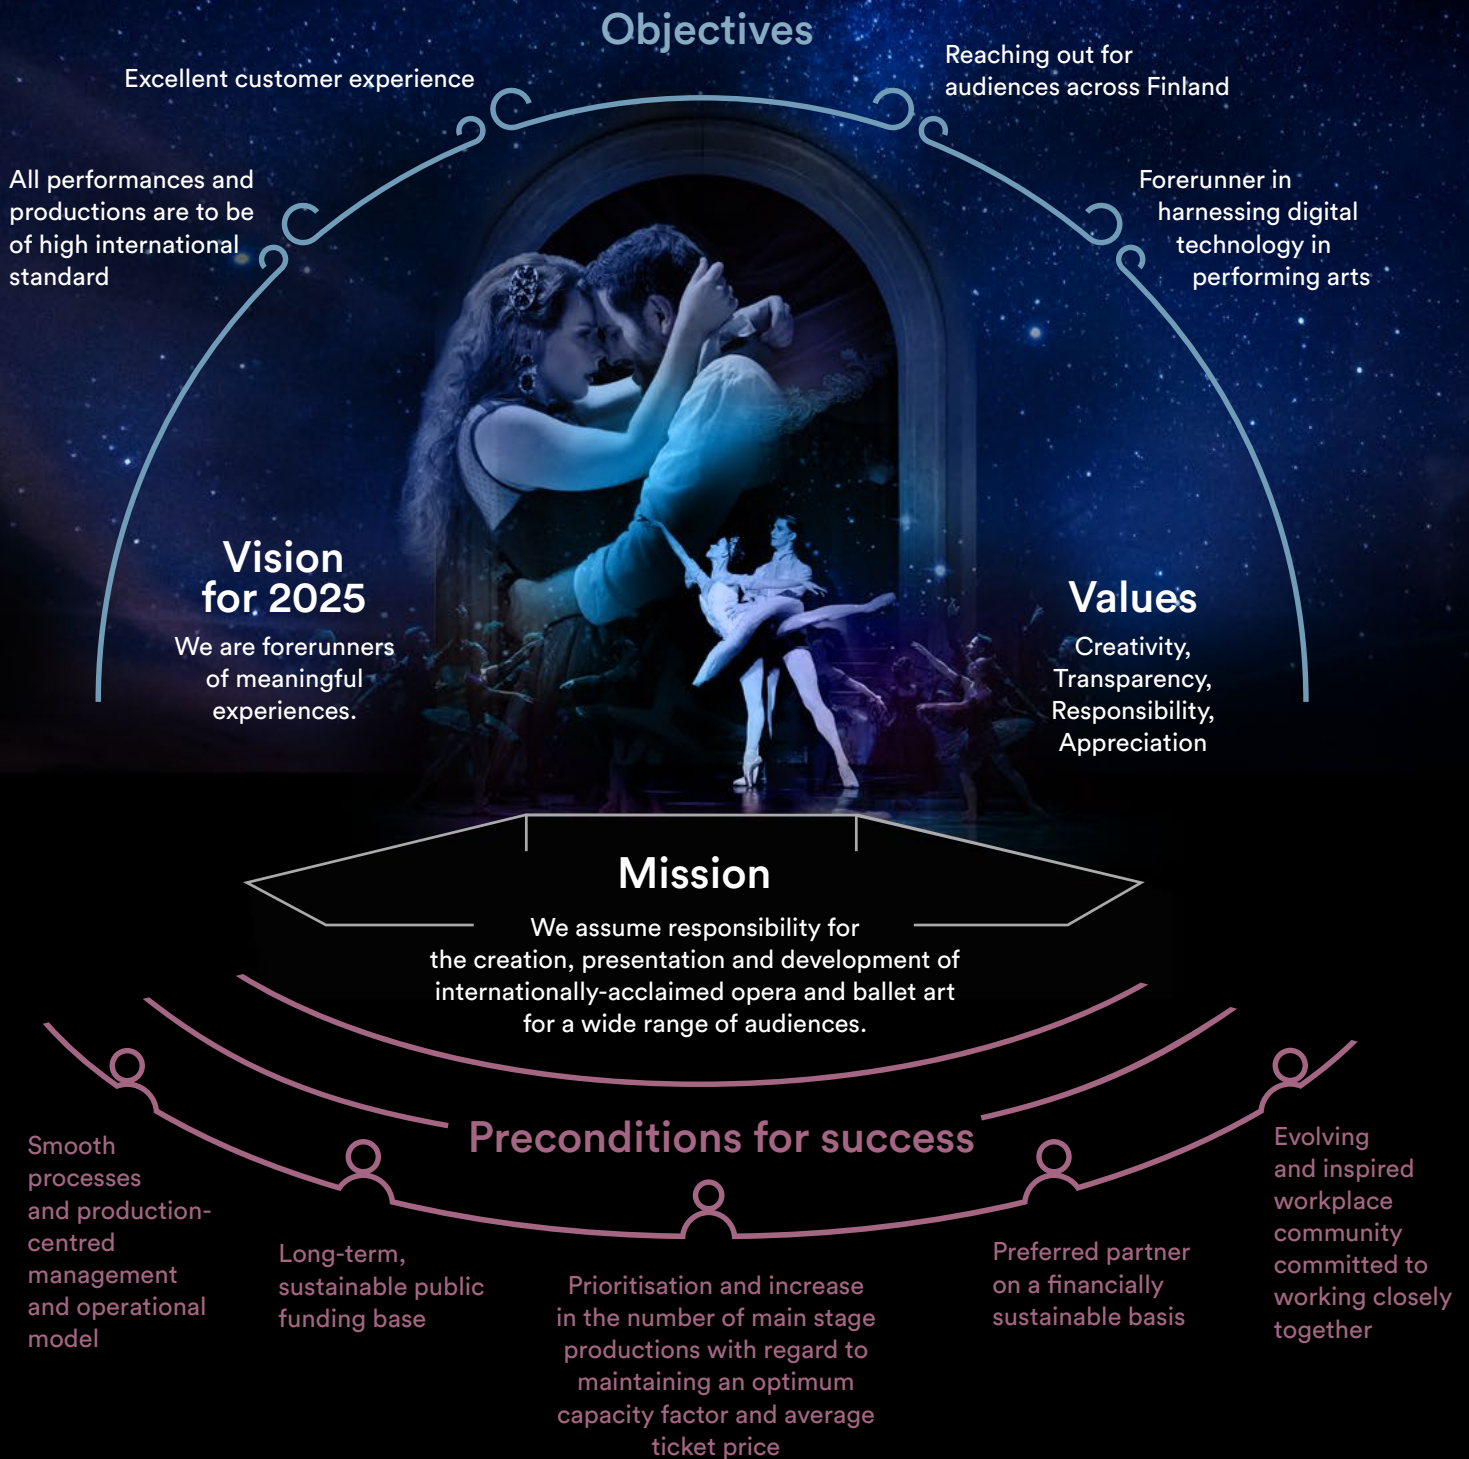 Objectives
Excellent customer experience
Reaching out for
audiences across Finland
All performances and
productions are to be
of high international
standard
Forerunner in
harnessing digital
technology in
performing arts
Vision
for 2025
We are forerunners
of meaningful
experiences.
Values
Creativity,
Transparency,
Responsibility,
Appreciation
Mission
We assume responsibility for
the creation, presentation and development of
internationally-acclaimed opera and ballet art
for a wide range of audiences.
Preconditions for success
Smooth
processes
and production-
centred
management
and operational
model
Long-term,
sustainable public
funding base
Prioritisation and increase
in the number of main stage
productions with regard to
maintaining an optimum
capacity factor and average
ticket price
Preferred partner
on a financially
sustainable basis
Evolving
and inspired
workplace
community
committed to
working closely
together